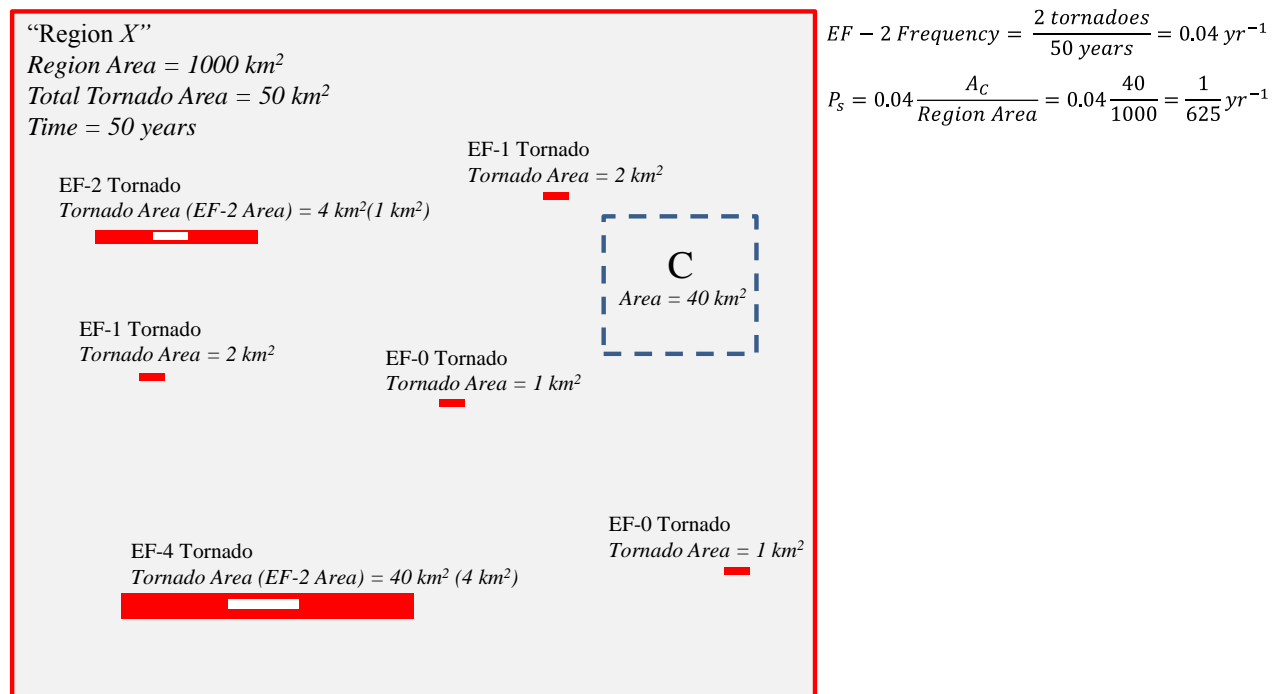 “Region X”
Region Area = 1000 km²
Total Tornado Area = 50 km²
Time = 50 years
EF-1 Tornado
Tornado Area = 2 km²
EF-2 Tornado
Tornado Area (EF-2 Area) = 4 km²(1 km²)
C
Area = 40 km²
EF-1 Tornado
Tornado Area = 2 km²
EF-0 Tornado
Tornado Area = 1 km²
EF-0 Tornado
Tornado Area = 1 km²
EF-4 Tornado
Tornado Area (EF-2 Area) = 40 km² (4 km²)
EF − 2 Frequency = 2 tornadoes / 50 years = 0.04 yr⁻¹
Pₛ = 0.04 A_C / Region Area = 0.04 40 / 1000 = 1 / 625 yr⁻¹